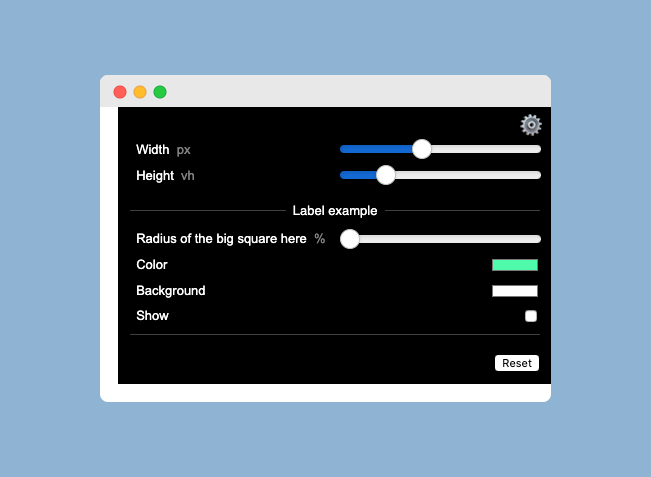 Width px
Height vh
Label example
Radius of the big square here %
Color
Background
Show
Reset